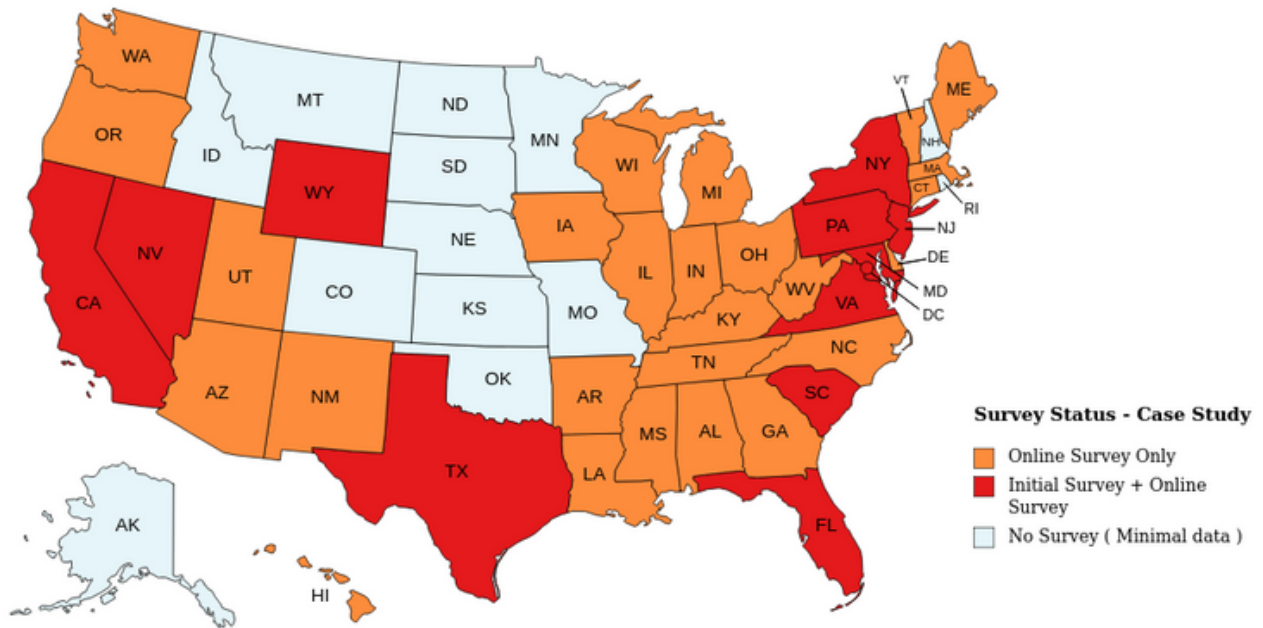 WA
MT
ND
MN
OR
ID
SD
WI
MI
VT
ME
NH
NY
MA
CT
RI
WY
NE
IA
PA
NJ
NV
UT
CO
KS
MO
IL
IN
OH
WV
VA
DE
MD
DC
CA
KY
AZ
NM
OK
AR
TN
NC
SC
MS
AL
GA
TX
LA
FL
AK
HI
Survey Status - Case Study
Online Survey Only
Initial Survey + Online
Survey
No Survey ( Minimal data )